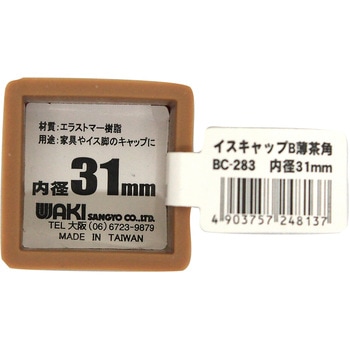 材質:エラストマー樹脂
用途:家具やイス脚のキャップに
内径31mm
WAKI SANGYO CO.,LTD.
TEL 大阪(06)6723-9879
MADE IN TAIWAN
イスキャップB薄茶角
BC-283 内径31mm
4903757248137